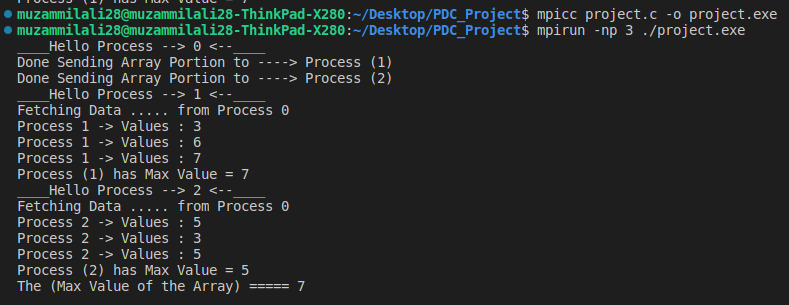 Process (1) has Max Value = 7
muzammilali28@muzammilali28-ThinkPad-X280:~/Desktop/PDC_Project$ mpicc project.c -o project.exe
muzammilali28@muzammilali28-ThinkPad-X280:~/Desktop/PDC_Project$ mpirun -np 3 ./project.exe
____Hello Process --> 0 <--____
Done Sending Array Portion to ----> Process (1)
Done Sending Array Portion to ----> Process (2)
____Hello Process --> 1 <--____
Fetching Data ..... from Process 0
Process 1 -> Values : 3
Process 1 -> Values : 6
Process 1 -> Values : 7
Process (1) has Max Value = 7
____Hello Process --> 2 <--____
Fetching Data ..... from Process 0
Process 2 -> Values : 5
Process 2 -> Values : 3
Process 2 -> Values : 5
Process (2) has Max Value = 5
The (Max Value of the Array) ===== 7